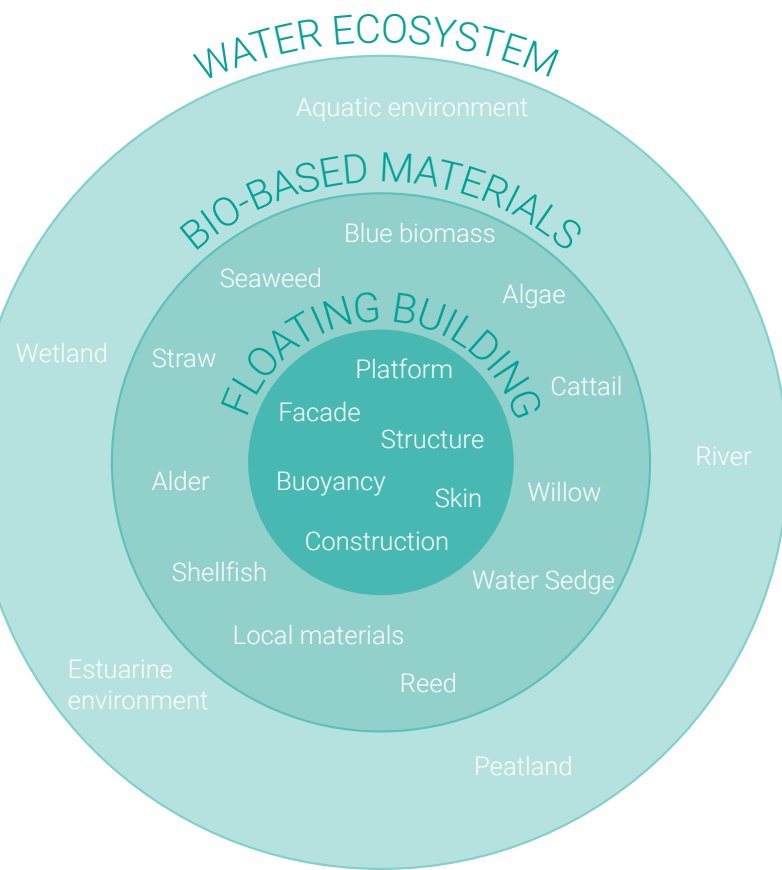 WATER ECOSYSTEM
Aquatic environment
BIO-BASED MATERIALS
Blue biomass
Seaweed
Algae
FLOATING BUILDING
Wetland
Straw
Platform
Cattail
Facade
Structure
River
Alder
Buoyancy
Skin
Willow
Construction
Shellfish
Water Sedge
Local materials
Estuarine
environment
Reed
Peatland